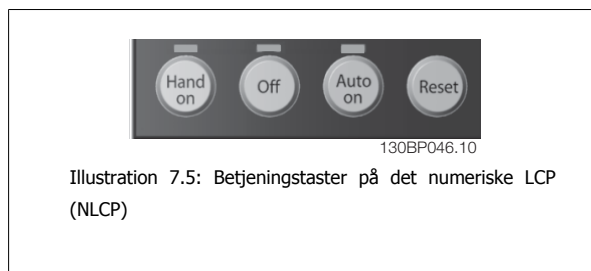 Hand on
Off
Auto on
Reset
130BP046.10
Illustration 7.5: Betjeningstaster på det numeriske LCP
(NLCP)